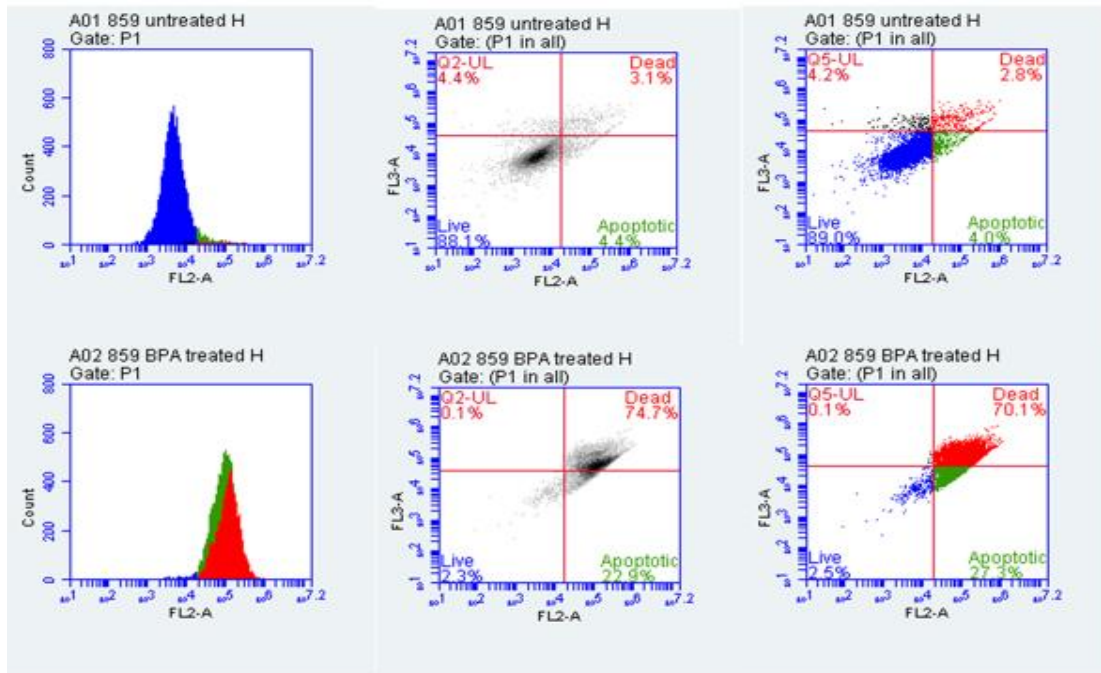 A01 859 untreated H
Gate: P1
800
600
400
200
0
Count
FL2-A
A01 859 untreated H
Gate: (P1 in all)
Q2-UL
4.4%
Dead
3.1%
Live
88.1%
Apoptotic
4.4%
FL3-A
FL2-A
A01 859 untreated H
Gate: (P1 in all)
Q5-UL
4.2%
Dead
2.8%
Live
89.0%
Apoptotic
4.0%
FL3-A
FL2-A
A02 859 BPA treated H
Gate: P1
800
600
400
200
0
Count
FL2-A
A02 859 BPA treated H
Gate: (P1 in all)
Q2-UL
0.1%
Dead
74.7%
Live
2.3%
Apoptotic
22.9%
FL3-A
FL2-A
A02 859 BPA treated H
Gate: (P1 in all)
Q5-UL
0.1%
Dead
70.1%
Live
2.5%
Apoptotic
27.3%
FL3-A
FL2-A